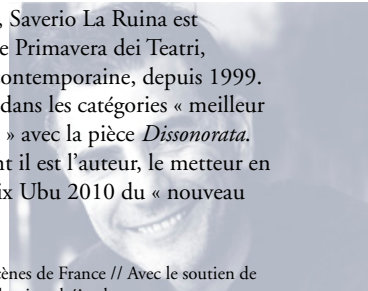 , Saverio La Ruina est
e Primavera dei Teatri,
ontemporaine, depuis 1999.
dans les catégories « meilleur
» avec la pièce Dissonorata.
nt il est l'auteur, le metteur en
ix Ubu 2010 du « nouveau
cènes de France // Avec le soutien de